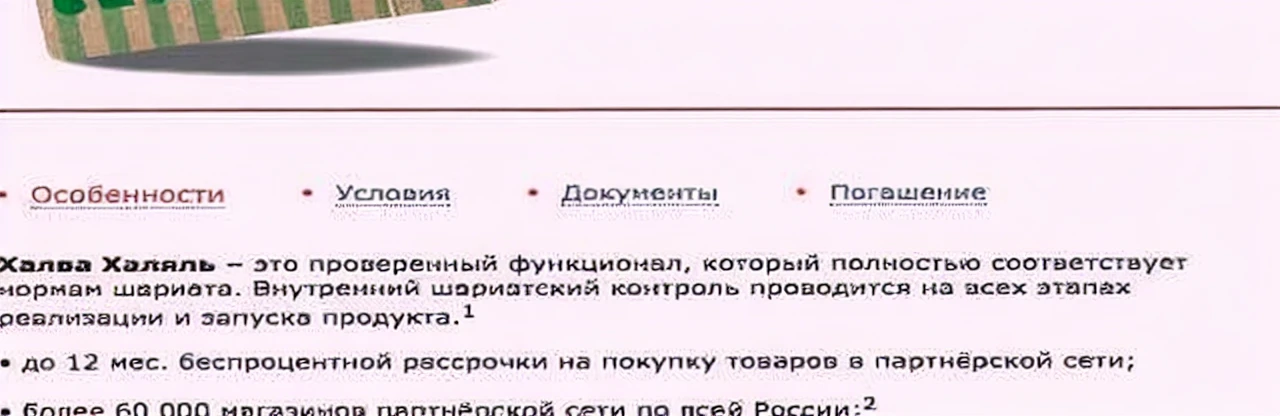 • Особенности • Условия • Документы • Погашение
Халва Халяль – это проверенный функционал, который полностью соответствует
нормам шариата. Внутренний шариатский контроль проводится на всех этапах
реализации и запуска продукта.¹
• до 12 мес. беспроцентной рассрочки на покупку товаров в партнёрской сети;
• более 60 000 магазинов партнёрской сети по всей России;²